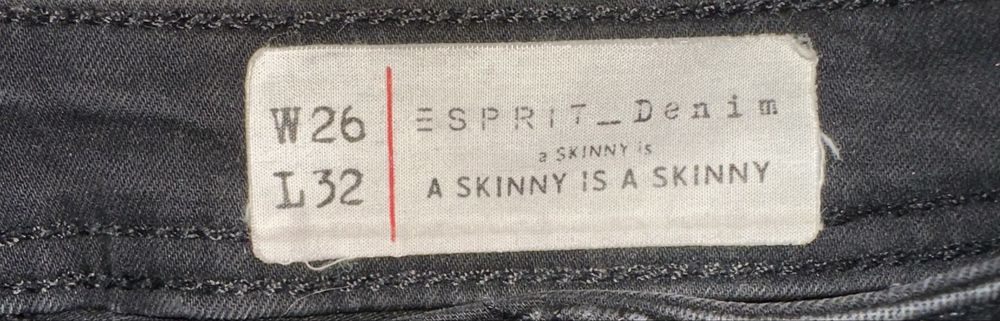 W26
L32
ESPRIT_Denim
a SKINNY is
A SKINNY IS A SKINNY